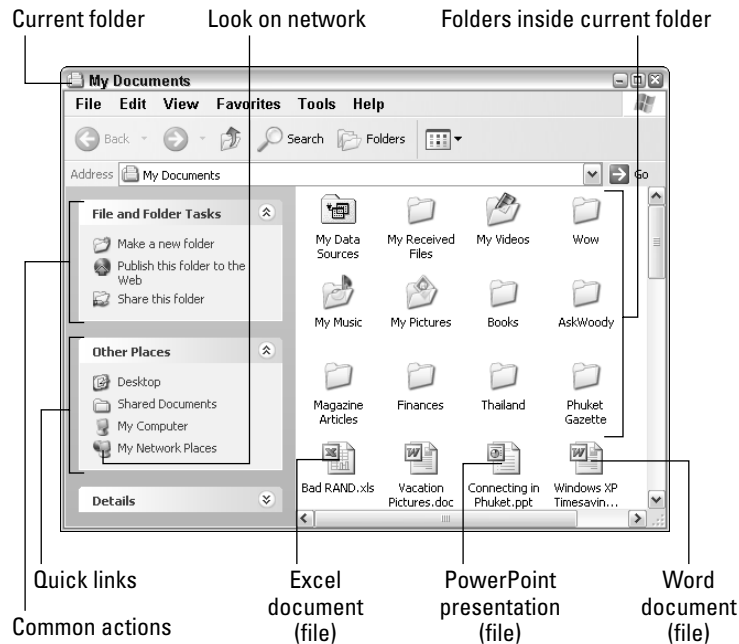 Current folder
Look on network
Folders inside current folder
My Documents
File Edit View Favorites Tools Help
Back Search Folders
Address My Documents Go
File and Folder Tasks
Make a new folder
Publish this folder to the
Web
Share this folder
Other Places
Desktop
Shared Documents
My Computer
My Network Places
Details
My Data
Sources
My Received
Files
My Videos
Wow
My Music
My Pictures
Books
AskWoody
Magazine
Articles
Finances
Thailand
Phuket
Gazette
Bad RAND.xls
Vacation
Pictures.doc
Connecting in
Phuket.ppt
Windows XP
Timesavin...
Quick links
Common actions
Excel
document
(file)
PowerPoint
presentation
(file)
Word
document
(file)